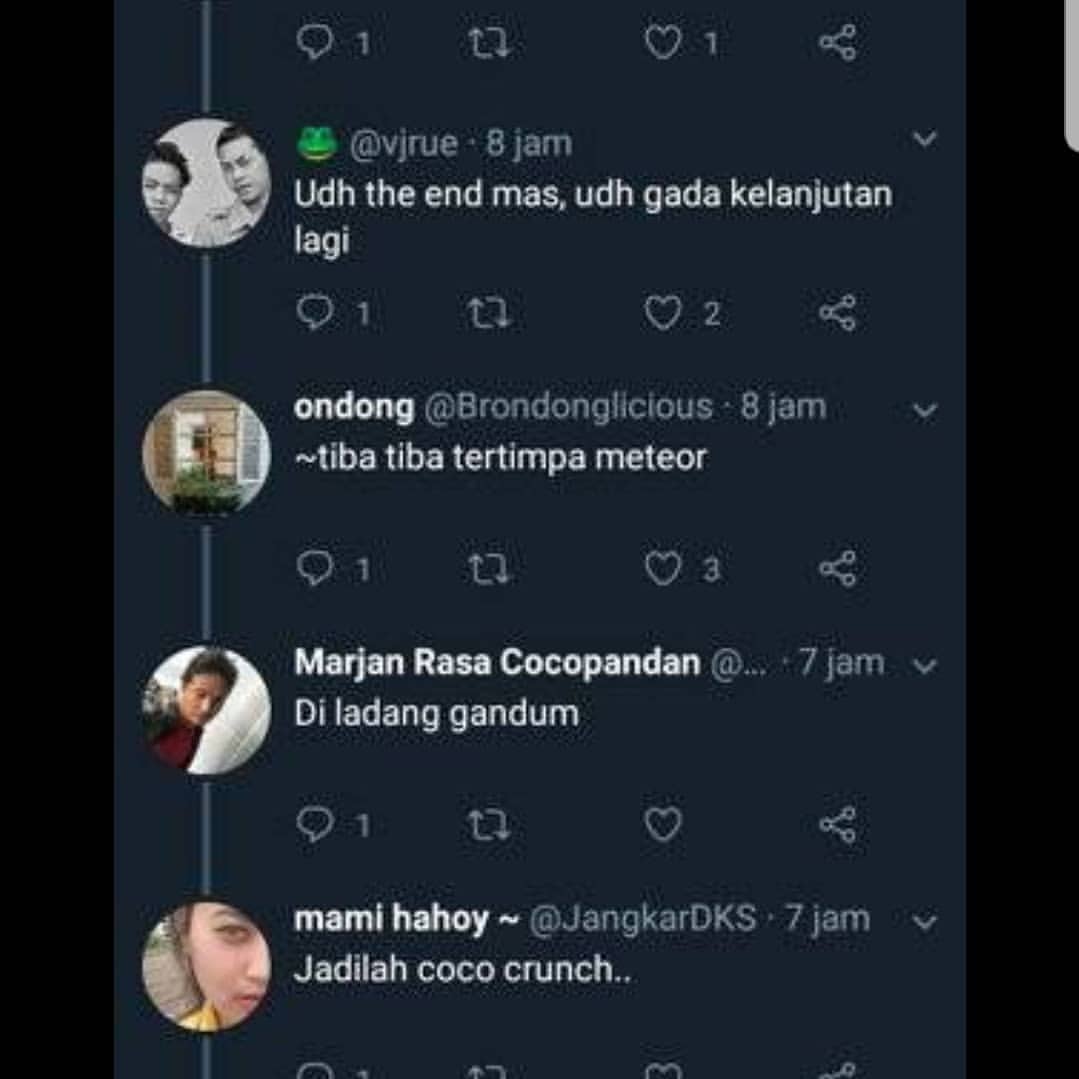 1 1
🐸 @vjrue · 8 jam
Udh the end mas, udh gada kelanjutan
lagi
1 2
ondong @Brondonglicious · 8 jam
~tiba tiba tertimpa meteor
1 3
Marjan Rasa Cocopandan @... · 7 jam
Di ladang gandum
1
mami hahoy ~ @JangkarDKS · 7 jam
Jadilah coco crunch..